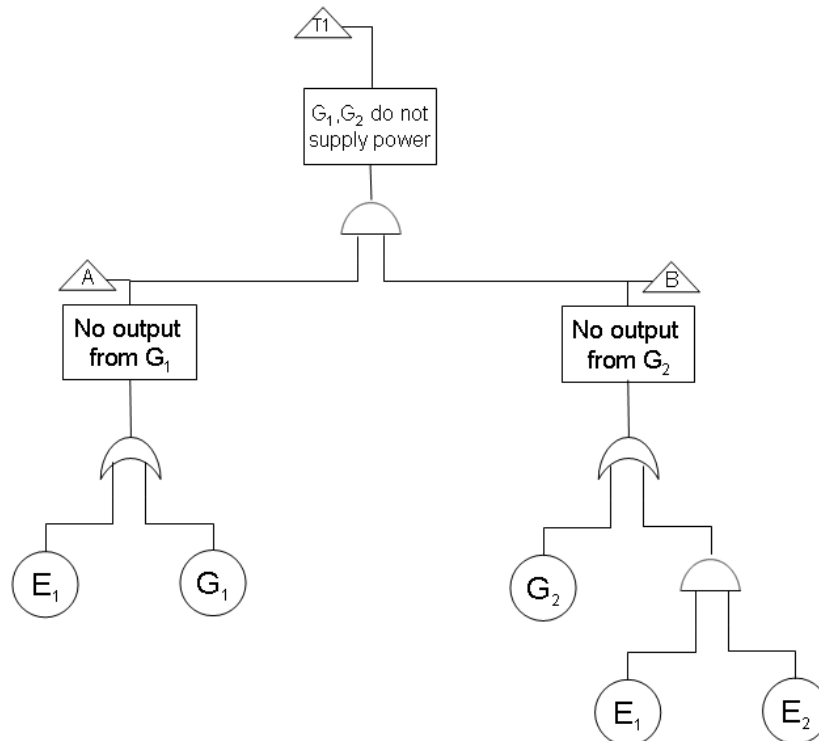 T1
G₁,G₂ do not
supply power
A
B
No output
from G₁
No output
from G₂
E₁
G₁
G₂
E₁
E₂